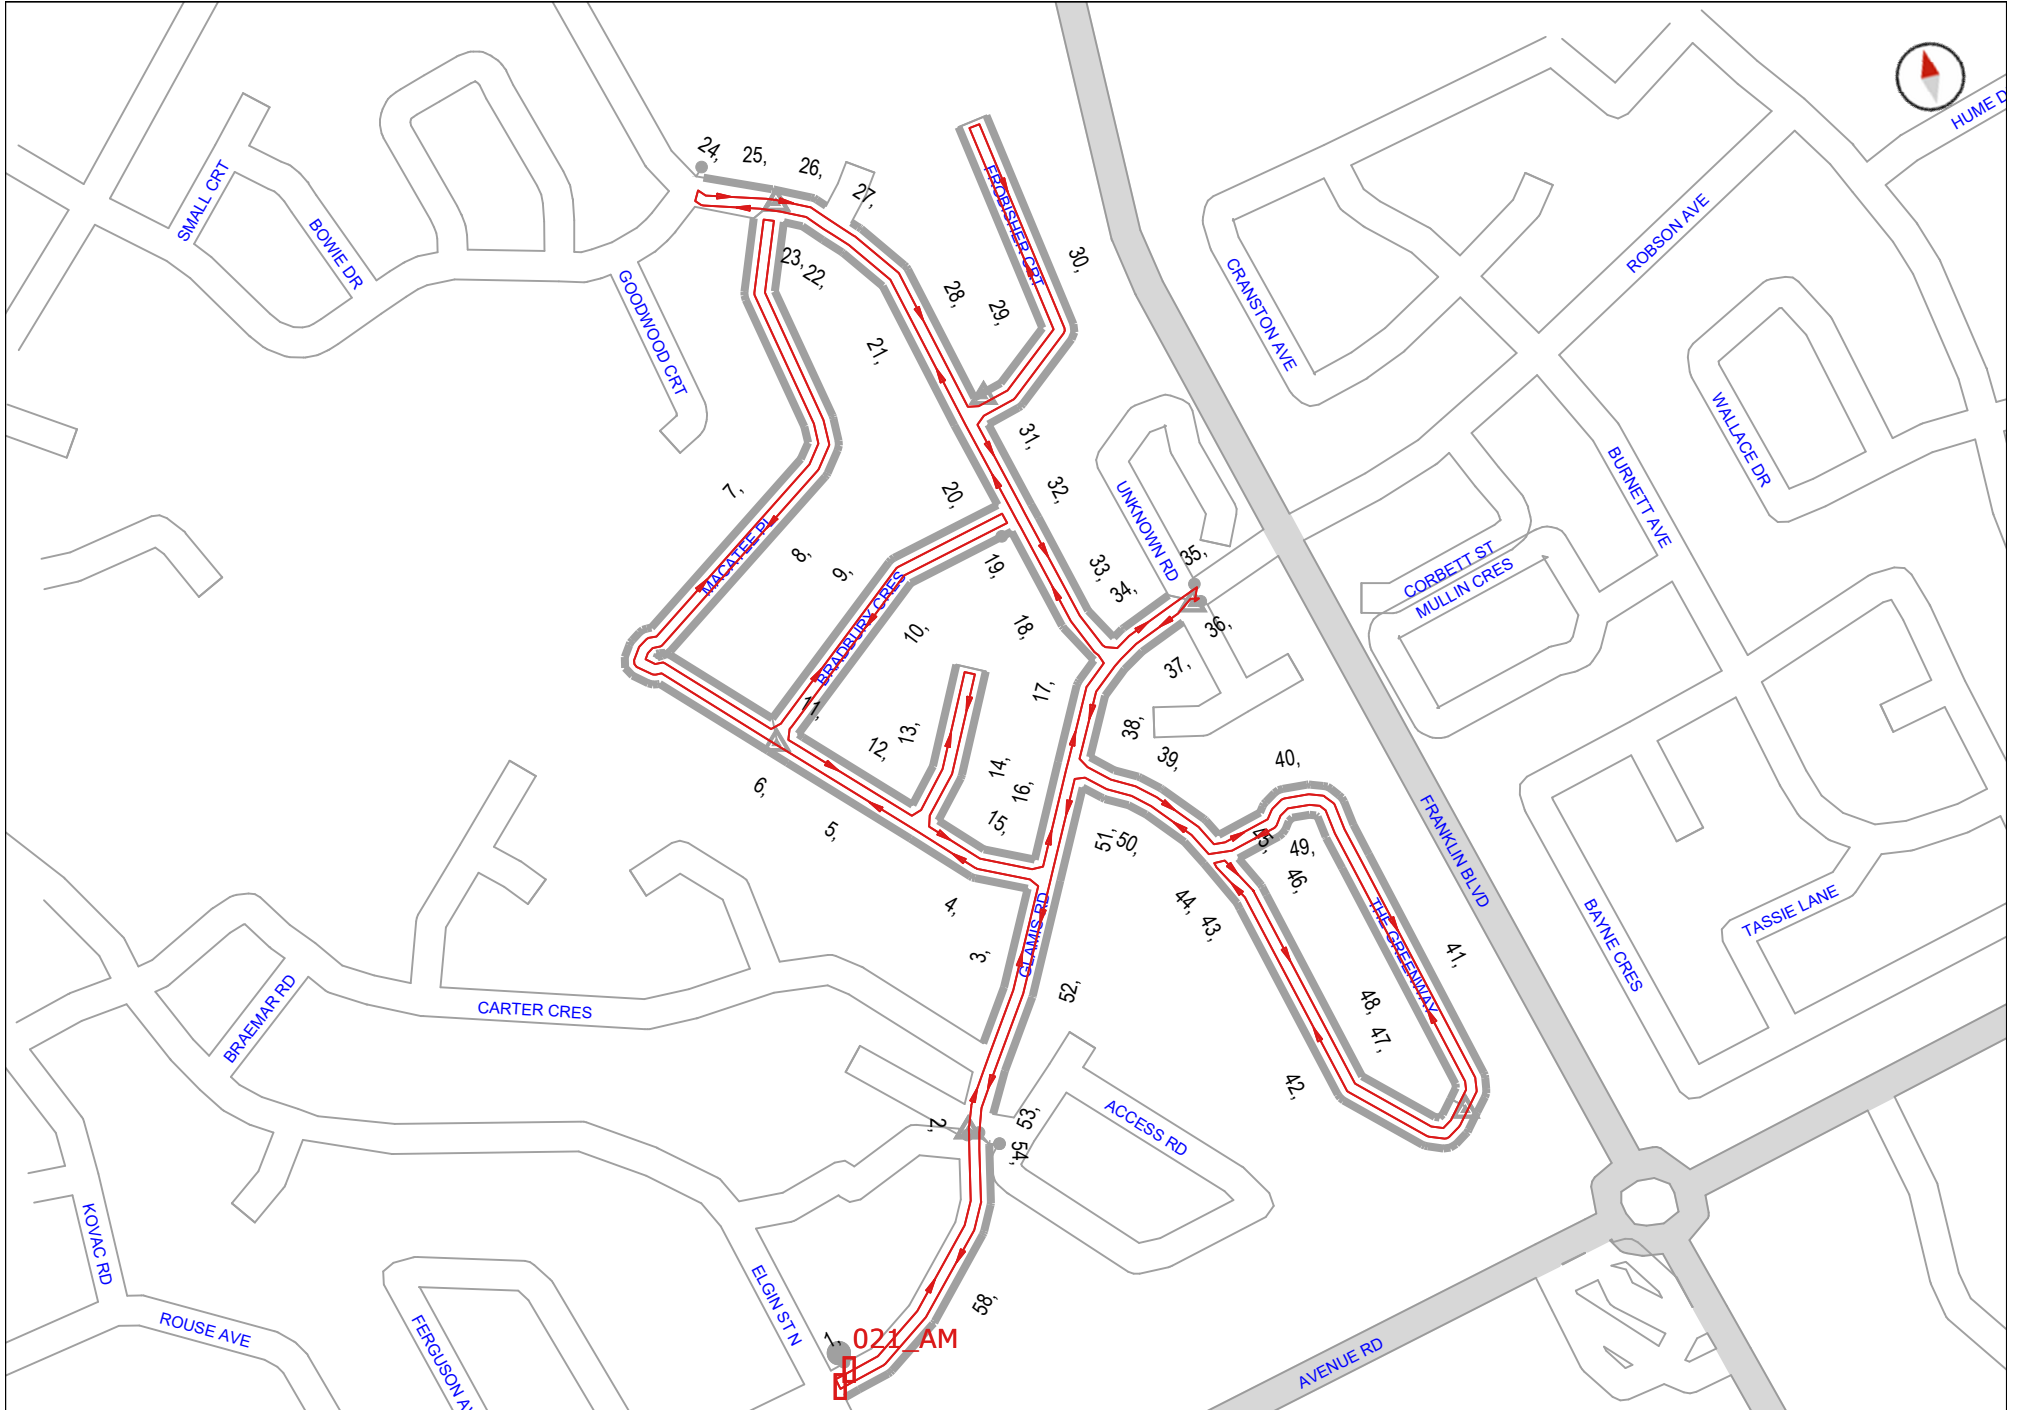 HUME D
24,
25,
26,
27,
SMALL CRT
BOWIE DR
GOODWOOD CRT
23,
22,
21,
28,
29,
FROBISHER CRT
30,
CRANSTON AVE
ROBSON AVE
WALLACE DR
BURNETT AVE
31,
32,
20,
19,
33,
34,
UNKNOWN RD
35,
36,
37,
CORBETT ST
MULLIN CRES
7,
MACATEE PL
8,
9,
BRADBURY CRES
10,
11,
12,
13,
14,
15,
16,
17,
18,
38,
39,
40,
6,
5,
4,
3,
51,
50,
45,
49,
46,
44,
43,
THE GREENWAY
41,
48,
47,
42,
FRANKLIN BLVD
BAYNE CRES
TASSIE LANE
GLAMIS RD
52,
BRAEMAR RD
CARTER CRES
2,
53,
54,
ACCESS RD
KOVAC RD
ROUSE AVE
FERGUSON AV
ELGIN ST N
1,
021_AM
58,
AVENUE RD